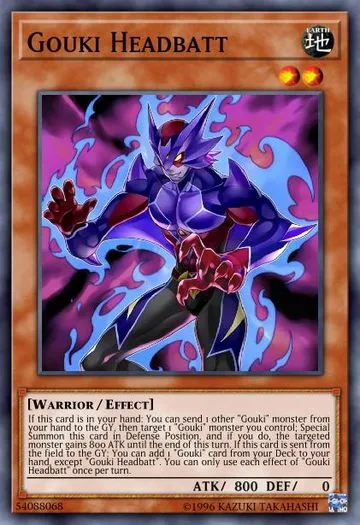 Gouki Headbatt
EARTH
地
[Warrior / Effect]
If this card is in your hand: You can send 1 other "Gouki" monster from
your hand to the GY, then target 1 "Gouki" monster you control; Special
Summon this card in Defense Position, and if you do, the targeted
monster gains 800 ATK until the end of this turn. If this card is sent from
the field to the GY: You can add 1 "Gouki" card from your Deck to your
hand, except "Gouki Headbatt". You can only use each effect of "Gouki
Headbatt" once per turn.
ATK/ 800 DEF/ 0
54088068
©1996 KAZUKI TAKAHASHI